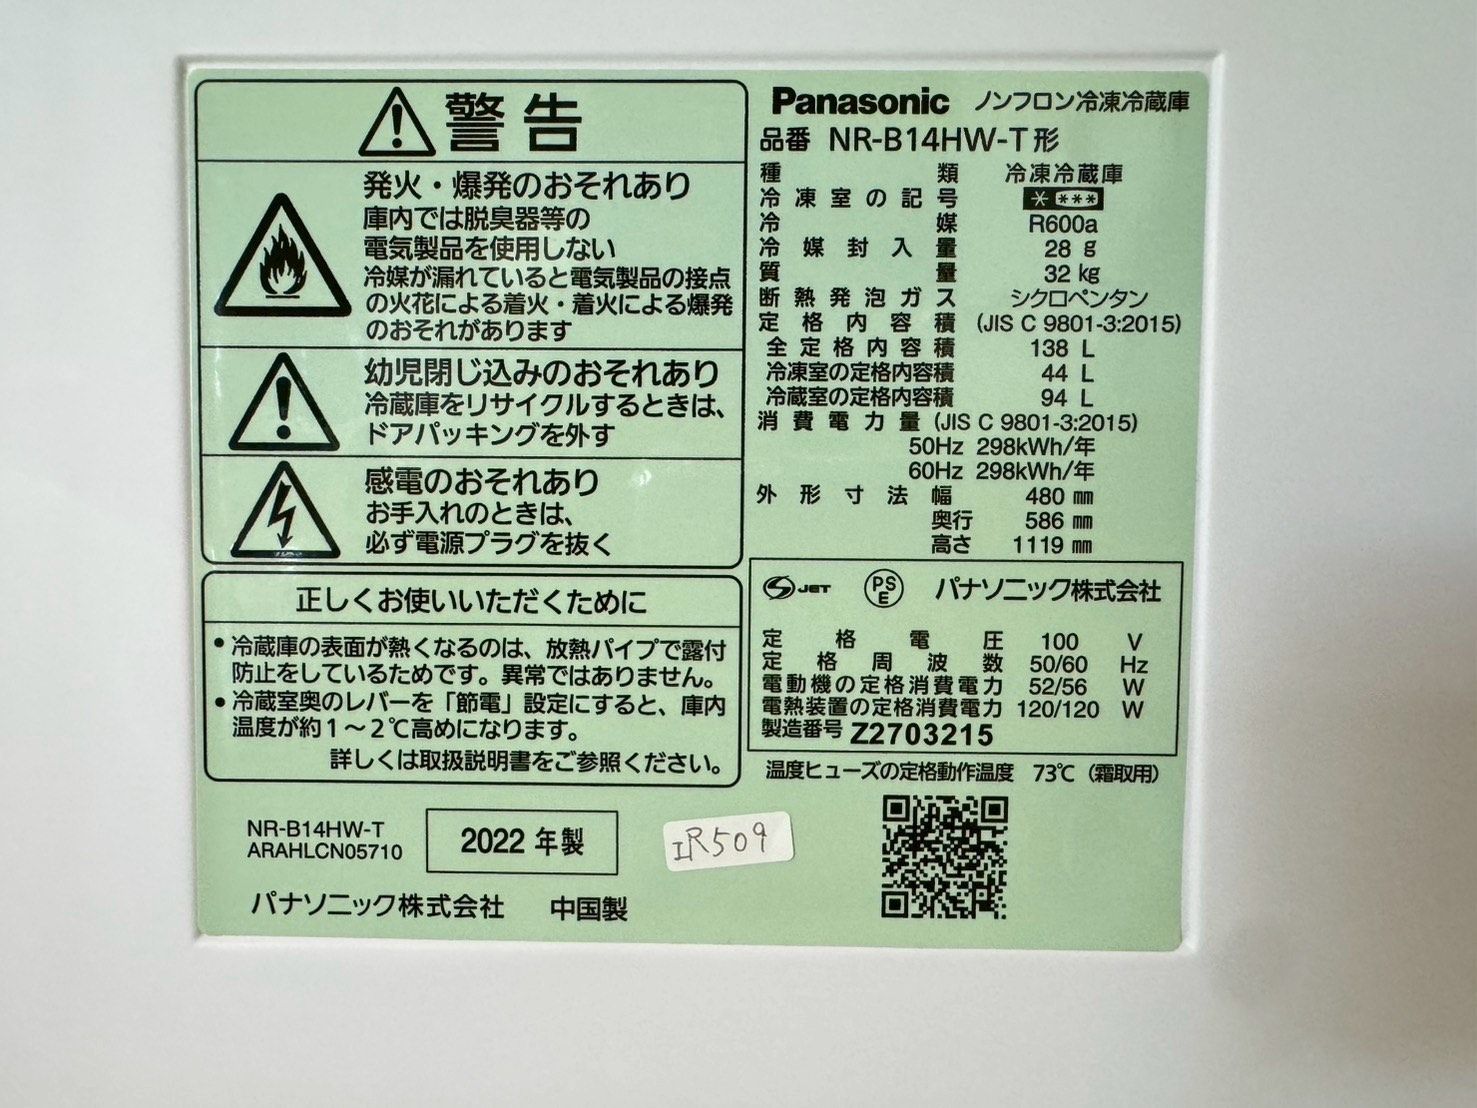 警告
発火・爆発のおそれあり
庫内では脱臭器等の
電気製品を使用しない
冷媒が漏れていると電気製品の接点
の火花による着火・着火による爆発
のおそれがあります
幼児閉じ込みのおそれあり
冷蔵庫をリサイクルするときは、
ドアパッキングを外す
感電のおそれあり
お手入れのときは、
必ず電源プラグを抜く
正しくお使いいただくために
●冷蔵庫の表面が熱くなるのは、放熱パイプで露付
防止をしているためです。異常ではありません。
●冷蔵室奥のレバーを「節電」設定にすると、庫内
温度が約1～2℃高めになります。
詳しくは取扱説明書をご参照ください。
NR-B14HW-T
ARAHLCN05710
2022年製
パナソニック株式会社 中国製
IR509
Panasonic ノンフロン冷凍冷蔵庫
品番 NR-B14HW-T形
種類 冷凍冷蔵庫
冷凍室の記号 * ***
冷媒 R600a
冷媒封入量 28 g
質量 32 kg
断熱発泡ガス シクロペンタン
定格内容積 (JIS C 9801-3:2015)
全定格内容積 138 L
冷凍室の定格内容積 44 L
冷蔵室の定格内容積 94 L
消費電力量 (JIS C 9801-3:2015)
50Hz 298kWh/年
60Hz 298kWh/年
外形寸法 幅 480 mm
奥行 586 mm
高さ 1119 mm
S JET PSE パナソニック株式会社
定格電圧 100 V
定格周波数 50/60 Hz
電動機の定格消費電力 52/56 W
電熱装置の定格消費電力 120/120 W
製造番号 Z2703215
温度ヒューズの定格動作温度 73℃(霜取用)